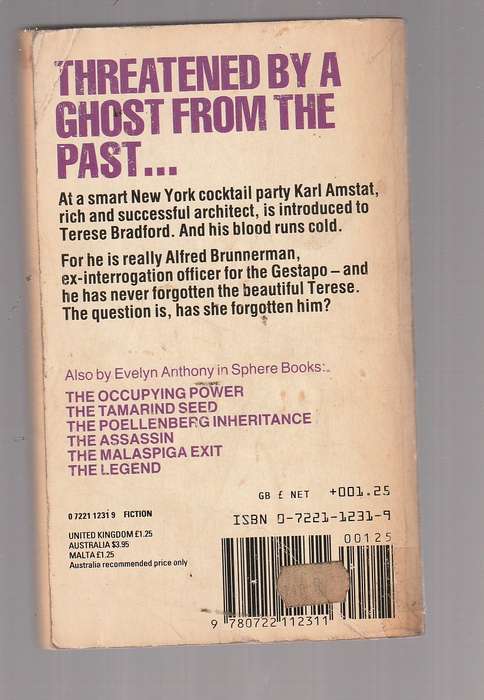 THREATENED BY A
GHOST FROM THE
PAST...
At a smart New York cocktail party Karl Amstat,
rich and successful architect, is introduced to
Terese Bradford. And his blood runs cold.
For he is really Alfred Brunnerman,
ex-interrogation officer for the Gestapo – and
he has never forgotten the beautiful Terese.
The question is, has she forgotten him?
Also by Evelyn Anthony in Sphere Books:
THE OCCUPYING POWER
THE TAMARIND SEED
THE POELLENBERG INHERITANCE
THE ASSASSIN
THE MALASPIGA EXIT
THE LEGEND
GB £ NET +001.25
0 7221 1231 9 FICTION
ISBN 0-7221-1231-9
UNITED KINGDOM £1.25
AUSTRALIA $3.95
MALTA £1.25
Australia recommended price only
00125
9 780722 112311